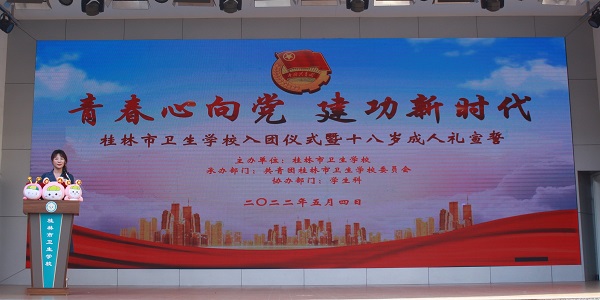 青春心向党 建功新时代
桂林市卫生学校入团仪式暨十八岁成人礼宣誓
主办单位：桂林市卫生学校
承办部门：共青团桂林市卫生学校委员会
协办部门：学生科
二〇二二年五月四日
桂林市卫生学校